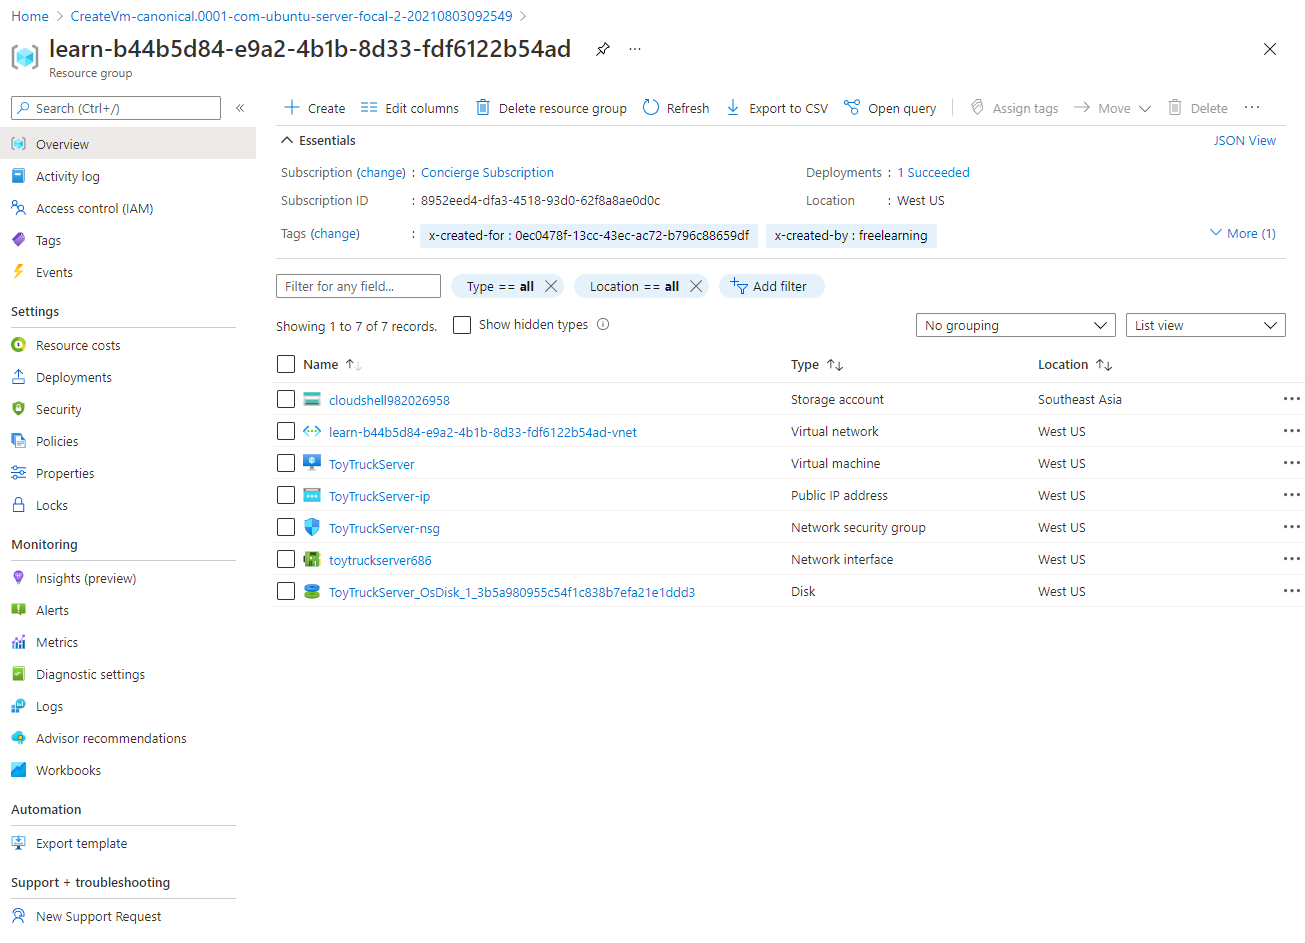 Home > CreateVm-canonical.0001-com-ubuntu-server-focal-2-20210803092549 >
learn-b44b5d84-e9a2-4b1b-8d33-fdf6122b54ad
Resource group
Search (Ctrl+/)
Overview
Activity log
Access control (IAM)
Tags
Events
Settings
Resource costs
Deployments
Security
Policies
Properties
Locks
Monitoring
Insights (preview)
Alerts
Metrics
Diagnostic settings
Logs
Advisor recommendations
Workbooks
Automation
Export template
Support + troubleshooting
New Support Request
Create Edit columns Delete resource group Refresh Export to CSV Open query Assign tags Move Delete
Essentials JSON View
Subscription (change) : Concierge Subscription Deployments : 1 Succeeded
Subscription ID : 8952eed4-dfa3-4518-93d0-62f8a8ae0d0c Location : West US
Tags (change) : x-created-for : 0ec0478f-13cc-43ec-ac72-b796c88659df x-created-by : freelearning More (1)
Filter for any field... Type == all Location == all Add filter
Showing 1 to 7 of 7 records. Show hidden types No grouping List view
Name Type Location
cloudshell982026958 Storage account Southeast Asia
learn-b44b5d84-e9a2-4b1b-8d33-fdf6122b54ad-vnet Virtual network West US
ToyTruckServer Virtual machine West US
ToyTruckServer-ip Public IP address West US
ToyTruckServer-nsg Network security group West US
toytruckserver686 Network interface West US
ToyTruckServer_OsDisk_1_3b5a980955c54f1c838b7efa21e1ddd3 Disk West US